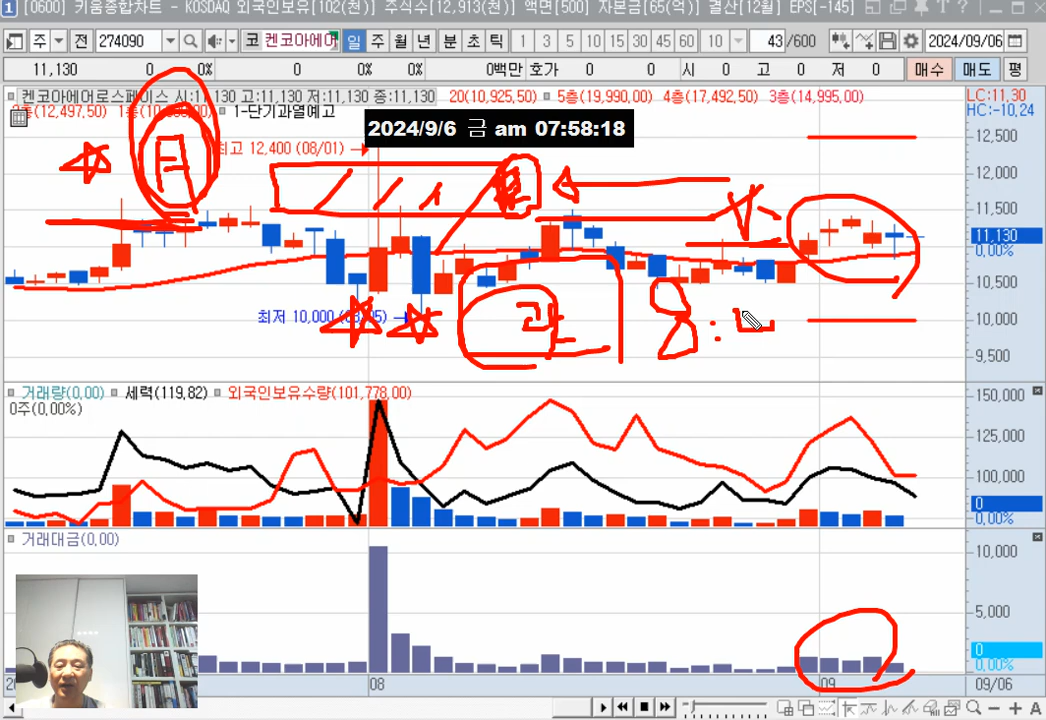 [0600] 키움종합차트 - KOSDAQ 외국인보유[102(천)] 주식수[12,913(천)] 액면[500] 자본금[65(억)] 결산[12월] EPS[-145]
주 전 274090 코 켄코아에어 일 주 월 년 분 초 틱 1 3 5 10 15 30 45 60 10 43 /600 2024/09/06
11,130 0 0% 0 0% 0% 0백만 호가 0 0 시 0 고 0 저 0 매수 매도 평
켄코아에어로스페이스 시:11,130 고:11,130 저:11,130 종:11,130 20(10,925,50) 5층(19,990,00) 4층(17,492,50) 3층(14,995,00) LC:11,30
1-단기과열예고 HC:-10,24
2024/9/6 금 am 07:58:18
12,500
최고 12,400 (08/01)
12,000
11,500
11,130
0.00%
10,500
최저 10,000
10,000
9,500
8:
거래량(0,00) 세력(119,82) 외국인보유수량(101,778,00)
0주(0,00%)
150,000
125,000
100,000
0
0.00%
거래대금(0,00)
10,000
5,000
0
0.00%
08 09 09/06